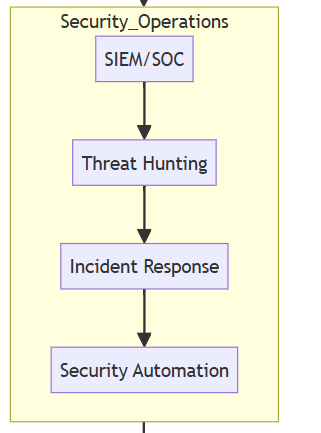 Security_Operations
SIEM/SOC
Threat Hunting
Incident Response
Security Automation